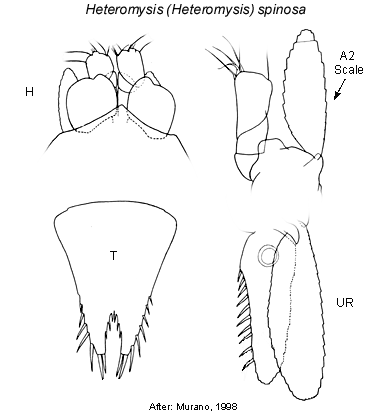 Heteromysis (Heteromysis) spinosa
H
A2
Scale
T
UR
After: Murano, 1998